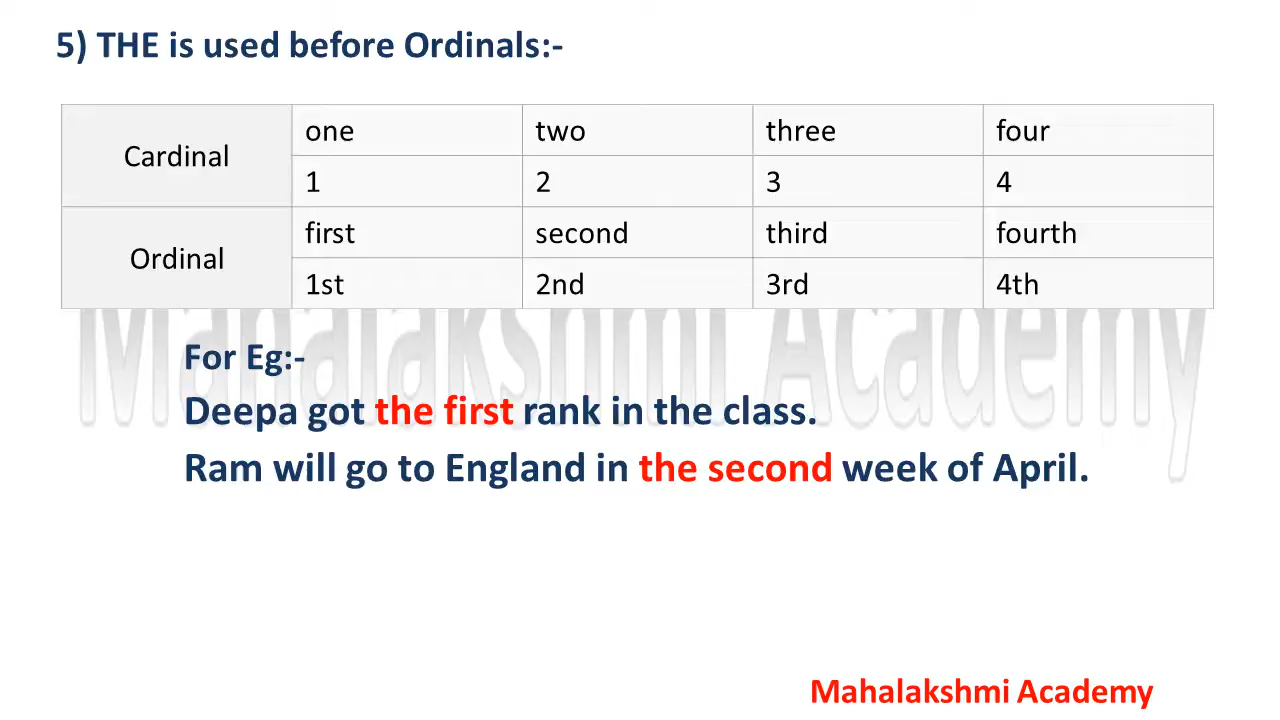 5) THE is used before Ordinals:-
Cardinal
one two three four
1 2 3 4
Ordinal
first second third fourth
1st 2nd 3rd 4th
Mahalakshmi Academy
For Eg:-
Deepa got the first rank in the class.
Ram will go to England in the second week of April.
Mahalakshmi Academy